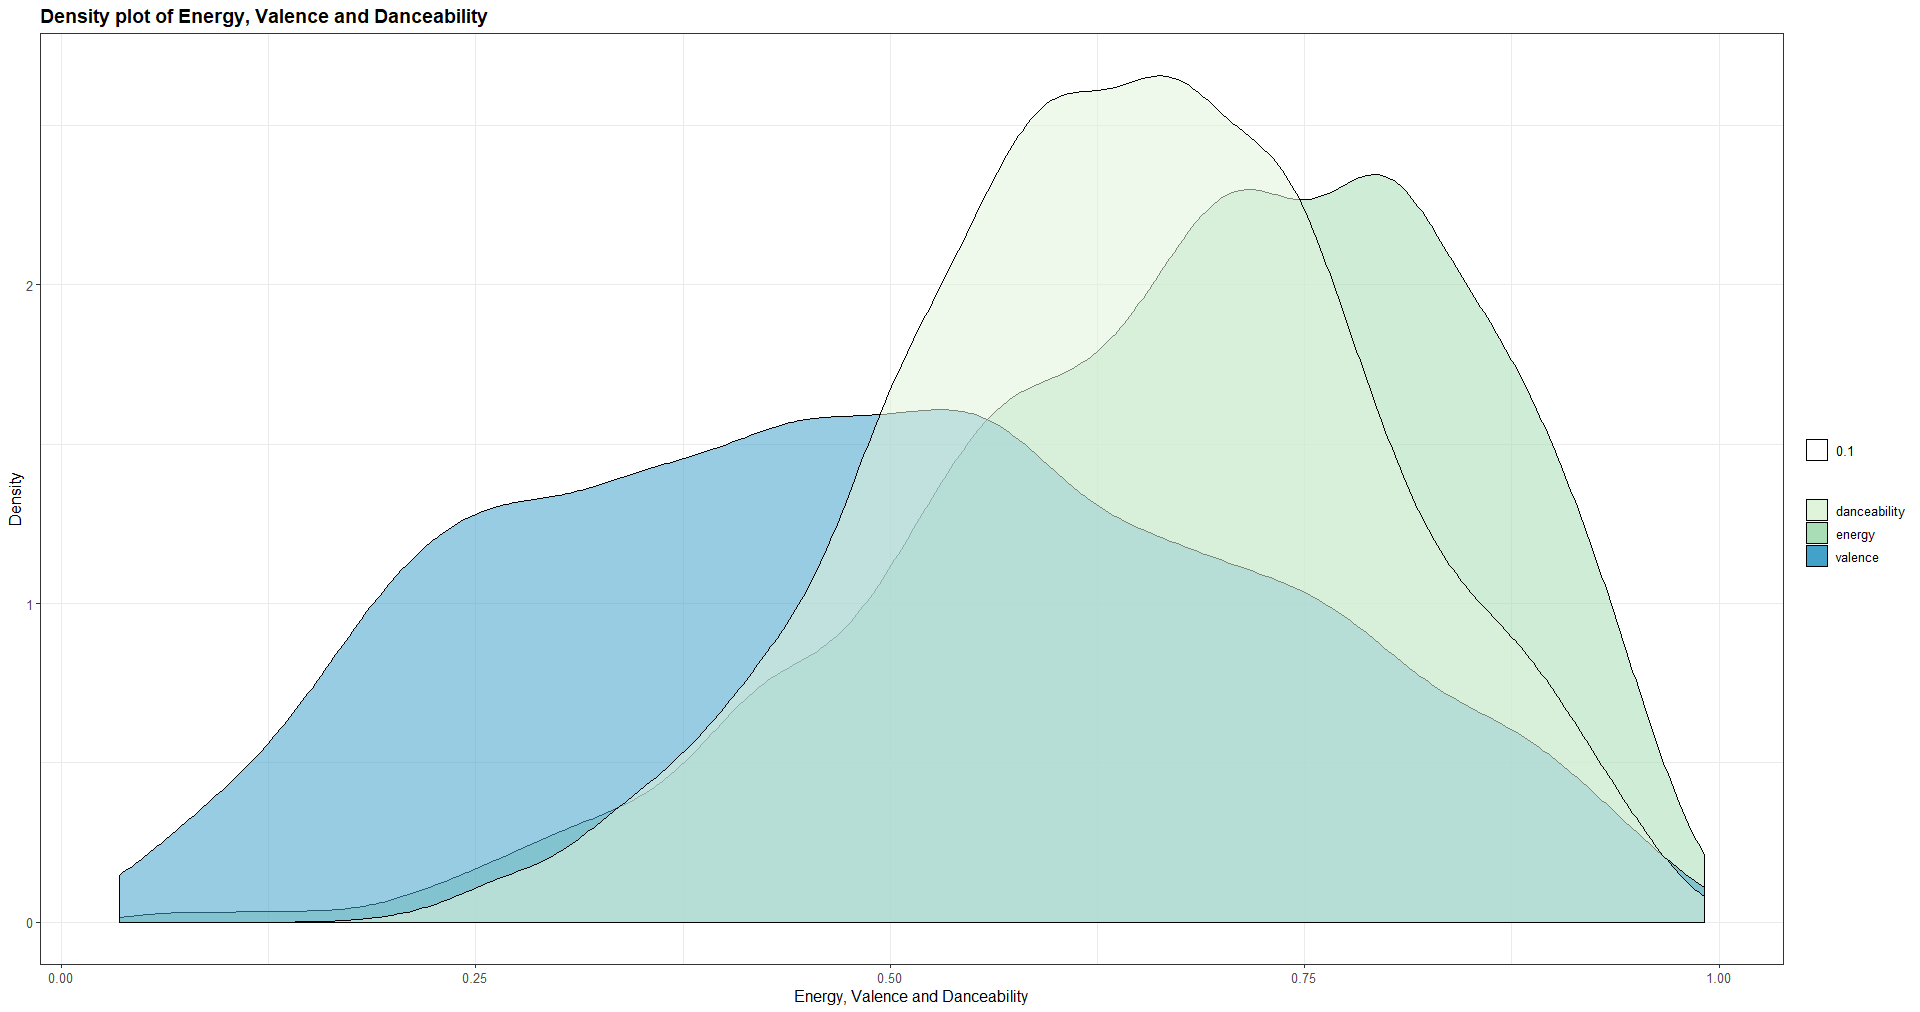 Density plot of Energy, Valence and Danceability
Density
2
1
0
0.00 0.25 0.50 0.75 1.00
Energy, Valence and Danceability
0.1
danceability
energy
valence